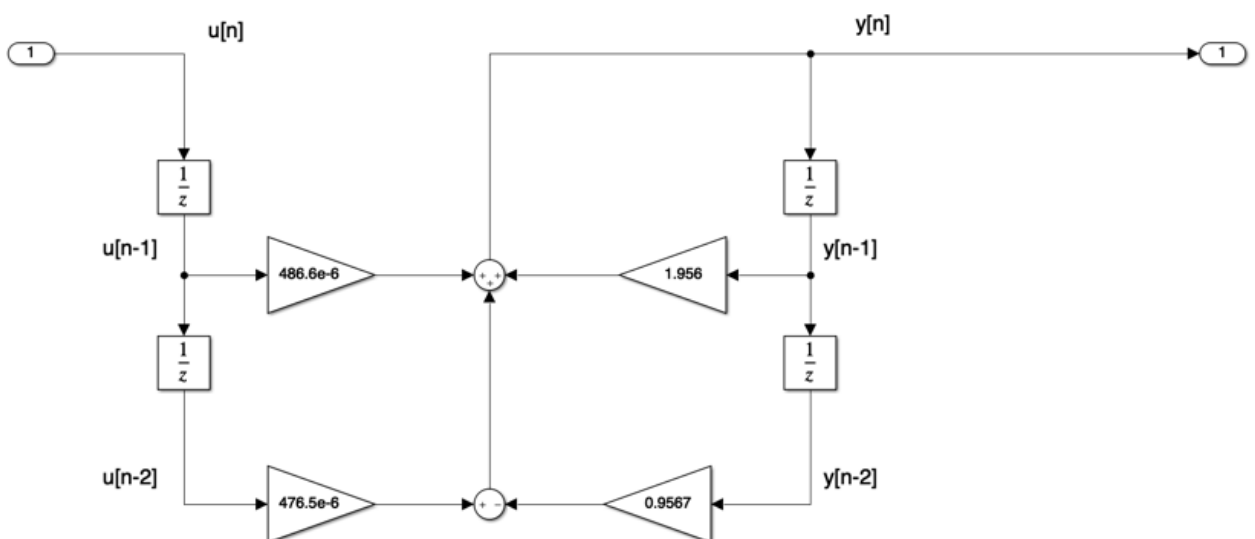 u[n]
y[n]
1
1
1
z
1
z
u[n-1]
486.6e-6
+ +
+
1.956
y[n-1]
1
z
1
z
u[n-2]
476.5e-6
+ −
0.9567
y[n-2]